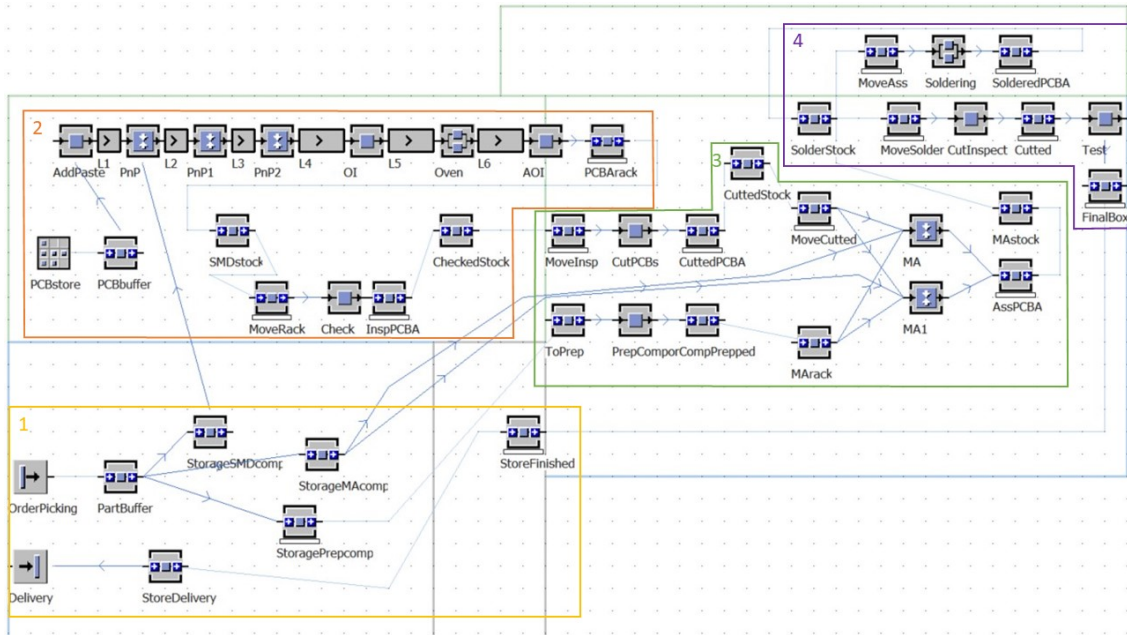 4
MoveAss Soldering SolderedPCBA
2
SolderStock MoveSolder CutInspect Cutted Test
AddPaste L1 PnP L2 PnP1 L3 PnP2 L4 OI L5 Oven L6 AOI PCBArack
3
CuttedStock
FinalBox
MoveCutted MAstock
SMDstock CheckedStock MoveInsp CutPCBs CuttedPCBA MA
PCBstore PCBbuffer
MoveRack Check InspPCBA AssPCBA
MA1
ToPrep PrepCompor CompPrepped
MArack
1
StorageSMDcomp StoreFinished
StorageMAcomp
OrderPicking PartBuffer
StoragePrepcomp
Delivery StoreDelivery